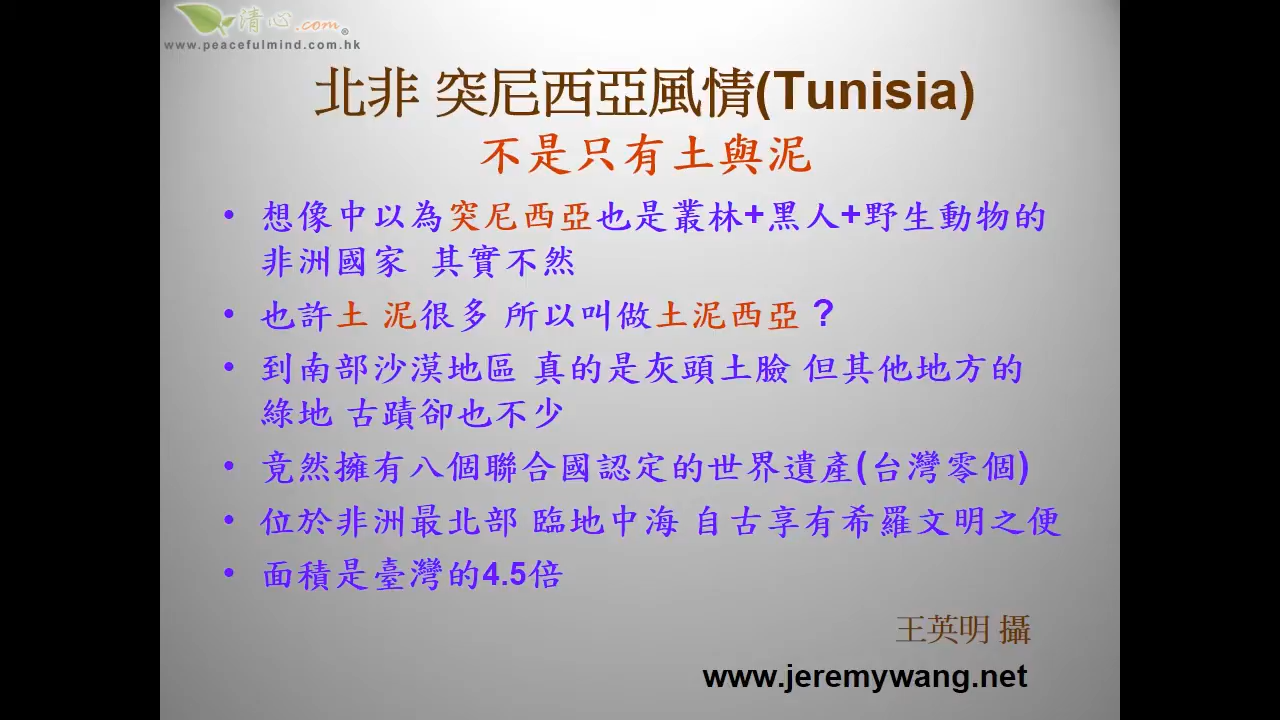 清心.com®
www.peacefulmind.com.hk
北非 突尼西亞風情(Tunisia)
不是只有土與泥
• 想像中以為突尼西亞也是叢林+黑人+野生動物的
非洲國家 其實不然
• 也許土 泥很多 所以叫做土泥西亞 ?
• 到南部沙漠地區 真的是灰頭土臉 但其他地方的
綠地 古蹟卻也不少
• 竟然擁有八個聯合國認定的世界遺產(台灣零個)
• 位於非洲最北部 臨地中海 自古享有希羅文明之便
• 面積是臺灣的4.5倍
王英明 攝
www.jeremywang.net